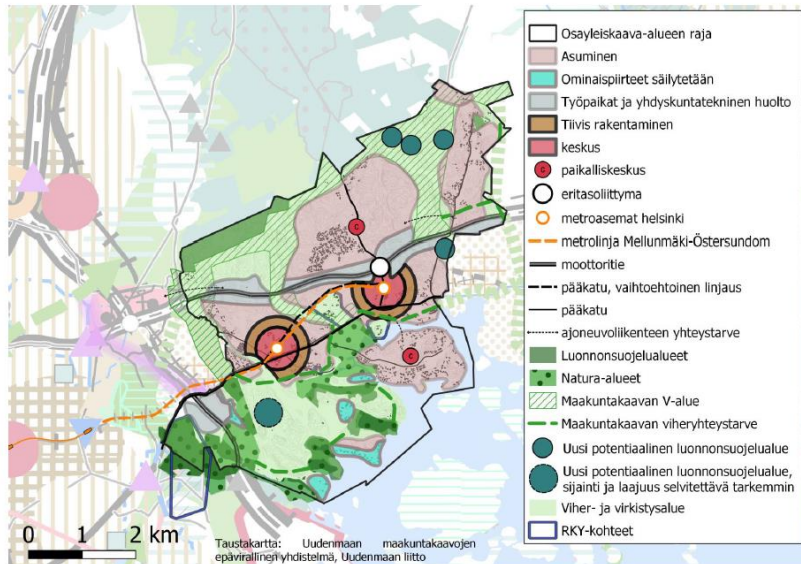 Osayleiskaava-alueen raja
Asuminen
Ominaispiirteet säilytetään
Työpaikat ja yhdyskuntatekninen huolto
Tiivis rakentaminen
keskus
c paikalliskeskus
eritasoliittymä
metroasemat helsinki
metrolinja Mellunmäki-Östersundom
moottoritie
pääkatu, vaihtoehtoinen linjaus
pääkatu
ajoneuvoliikenteen yhteystarve
Luonnonsuojelualueet
Natura-alueet
Maakuntakaavan V-alue
Maakuntakaavan viheryhteystarve
Uusi potentiaalinen luonnonsuojelualue
Uusi potentiaalinen luonnonsuojelualue,
sijainti ja laajuus selvitettävä tarkemmin
Viher- ja virkistysalue
RKY-kohteet
c
c
0 1 2 km
Taustakartta: Uudenmaan maakuntakaavojen
epävirallinen yhdistelmä, Uudenmaan liitto